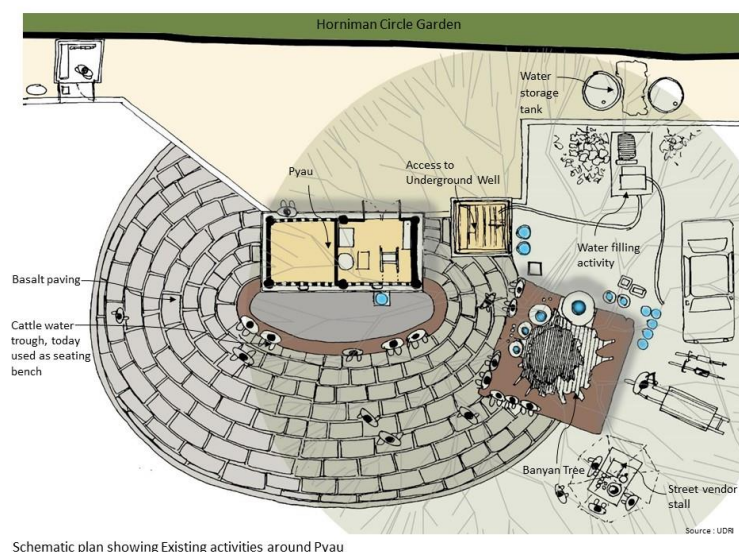 Horniman Circle Garden
Water
storage
tank
Pyau
Access to
Underground Well
Water filling
activity
Basalt paving
Cattle water
trough, today
used as seating
bench
Banyan Tree
Street vendor
stall
Source : UDRI
Schematic plan showing Existing activities around Pyau